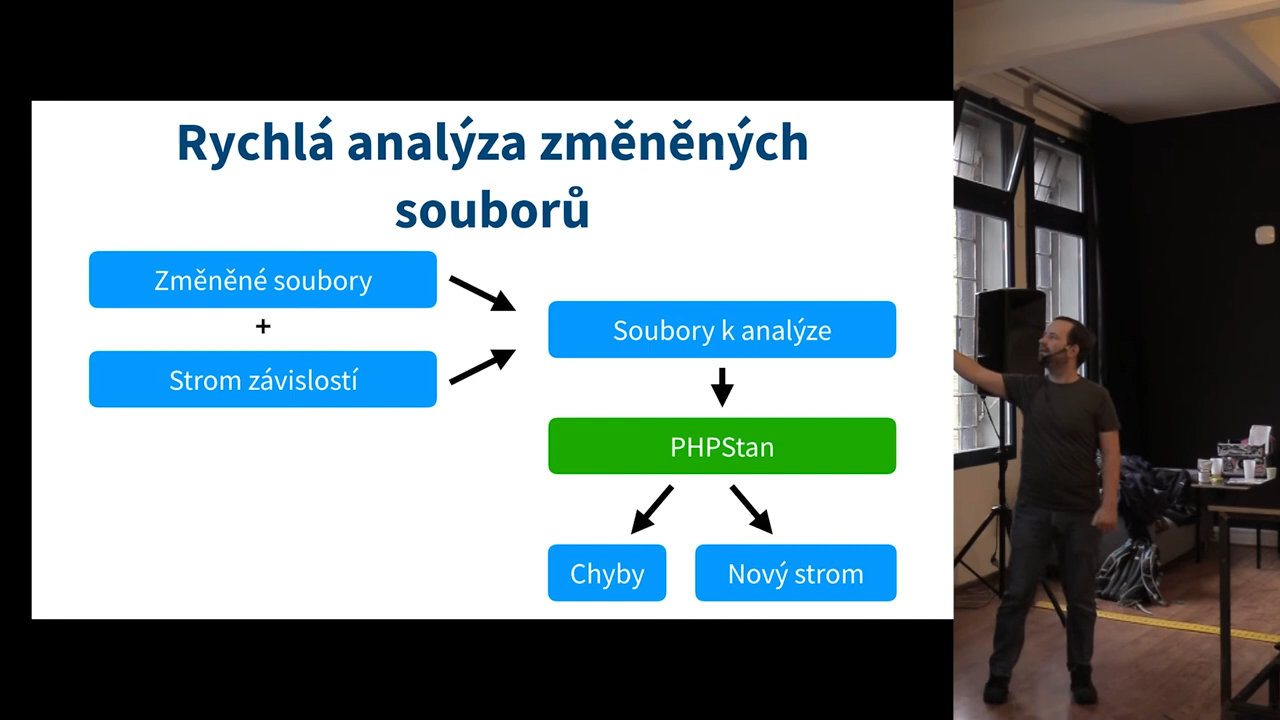 Rychlá analýza změněných
souborů
Změněné soubory
+
Strom závislostí
Soubory k analýze
PHPStan
Chyby
Nový strom